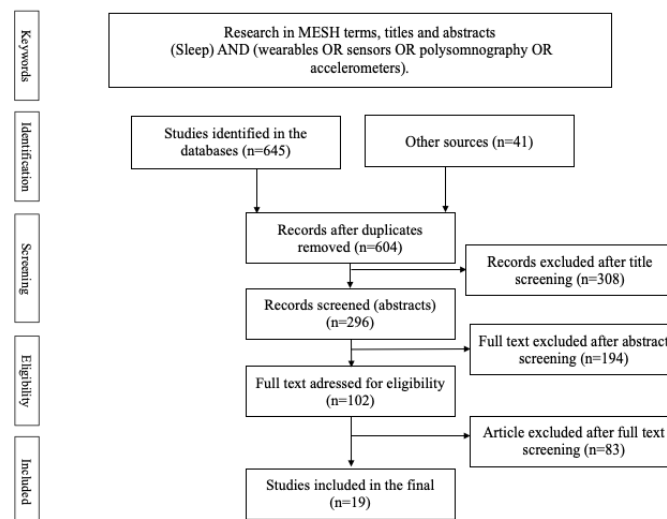 Keywords
Research in MESH terms, titles and abstracts
(Sleep) AND (wearables OR sensors OR polysomnography OR
accelerometers).
Identification
Studies identified in the
databases (n=645)
Other sources (n=41)
Screening
Records after duplicates
removed (n=604)
Records excluded after title
screening (n=308)
Records screened (abstracts)
(n=296)
Full text excluded after abstract
screening (n=194)
Eligibility
Full text adressed for eligibility
(n=102)
Article excluded after full text
screening (n=83)
Included
Studies included in the final
(n=19)